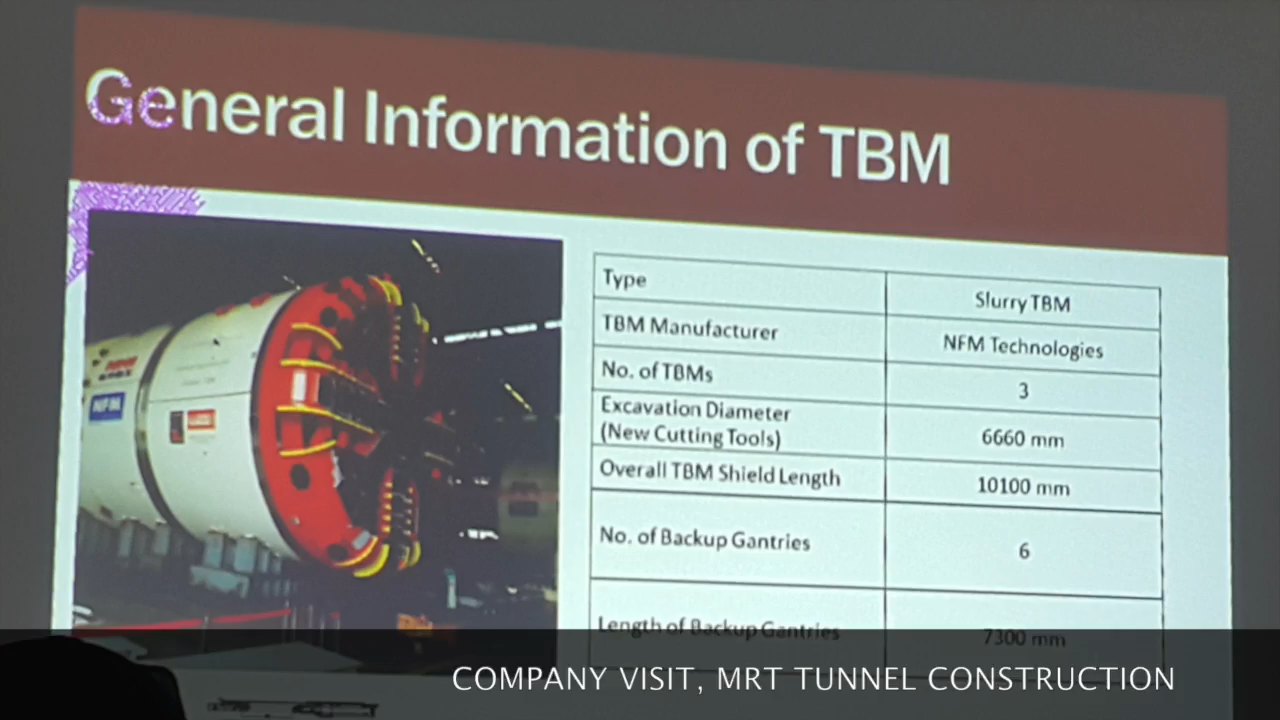 General Information of TBM
NFM
Type
Slurry TBM
TBM Manufacturer
NFM Technologies
No. of TBMs
3
Excavation Diameter
(New Cutting Tools)
6660 mm
Overall TBM Shield Length
10100 mm
No. of Backup Gantries
6
Length of Backup Gantries
7300 mm
COMPANY VISIT, MRT TUNNEL CONSTRUCTION